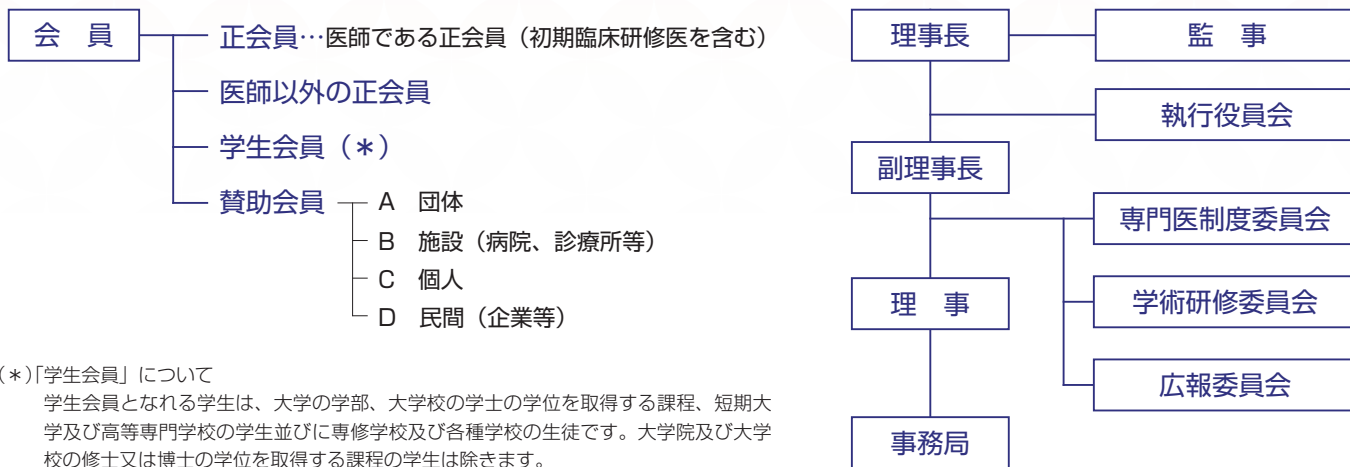 会　員
正会員…医師である正会員（初期臨床研修医を含む）
医師以外の正会員
学生会員（＊）
賛助会員
A　団体
B　施設（病院、診療所等）
C　個人
D　民間（企業等）
(＊)「学生会員」について
学生会員となれる学生は、大学の学部、大学校の学士の学位を取得する課程、短期大
学及び高等専門学校の学生並びに専修学校及び各種学校の生徒です。大学院及び大学
校の修士又は博士の学位を取得する課程の学生は除きます。
理事長
監　事
執行役員会
副理事長
専門医制度委員会
学術研修委員会
理　事
広報委員会
事務局